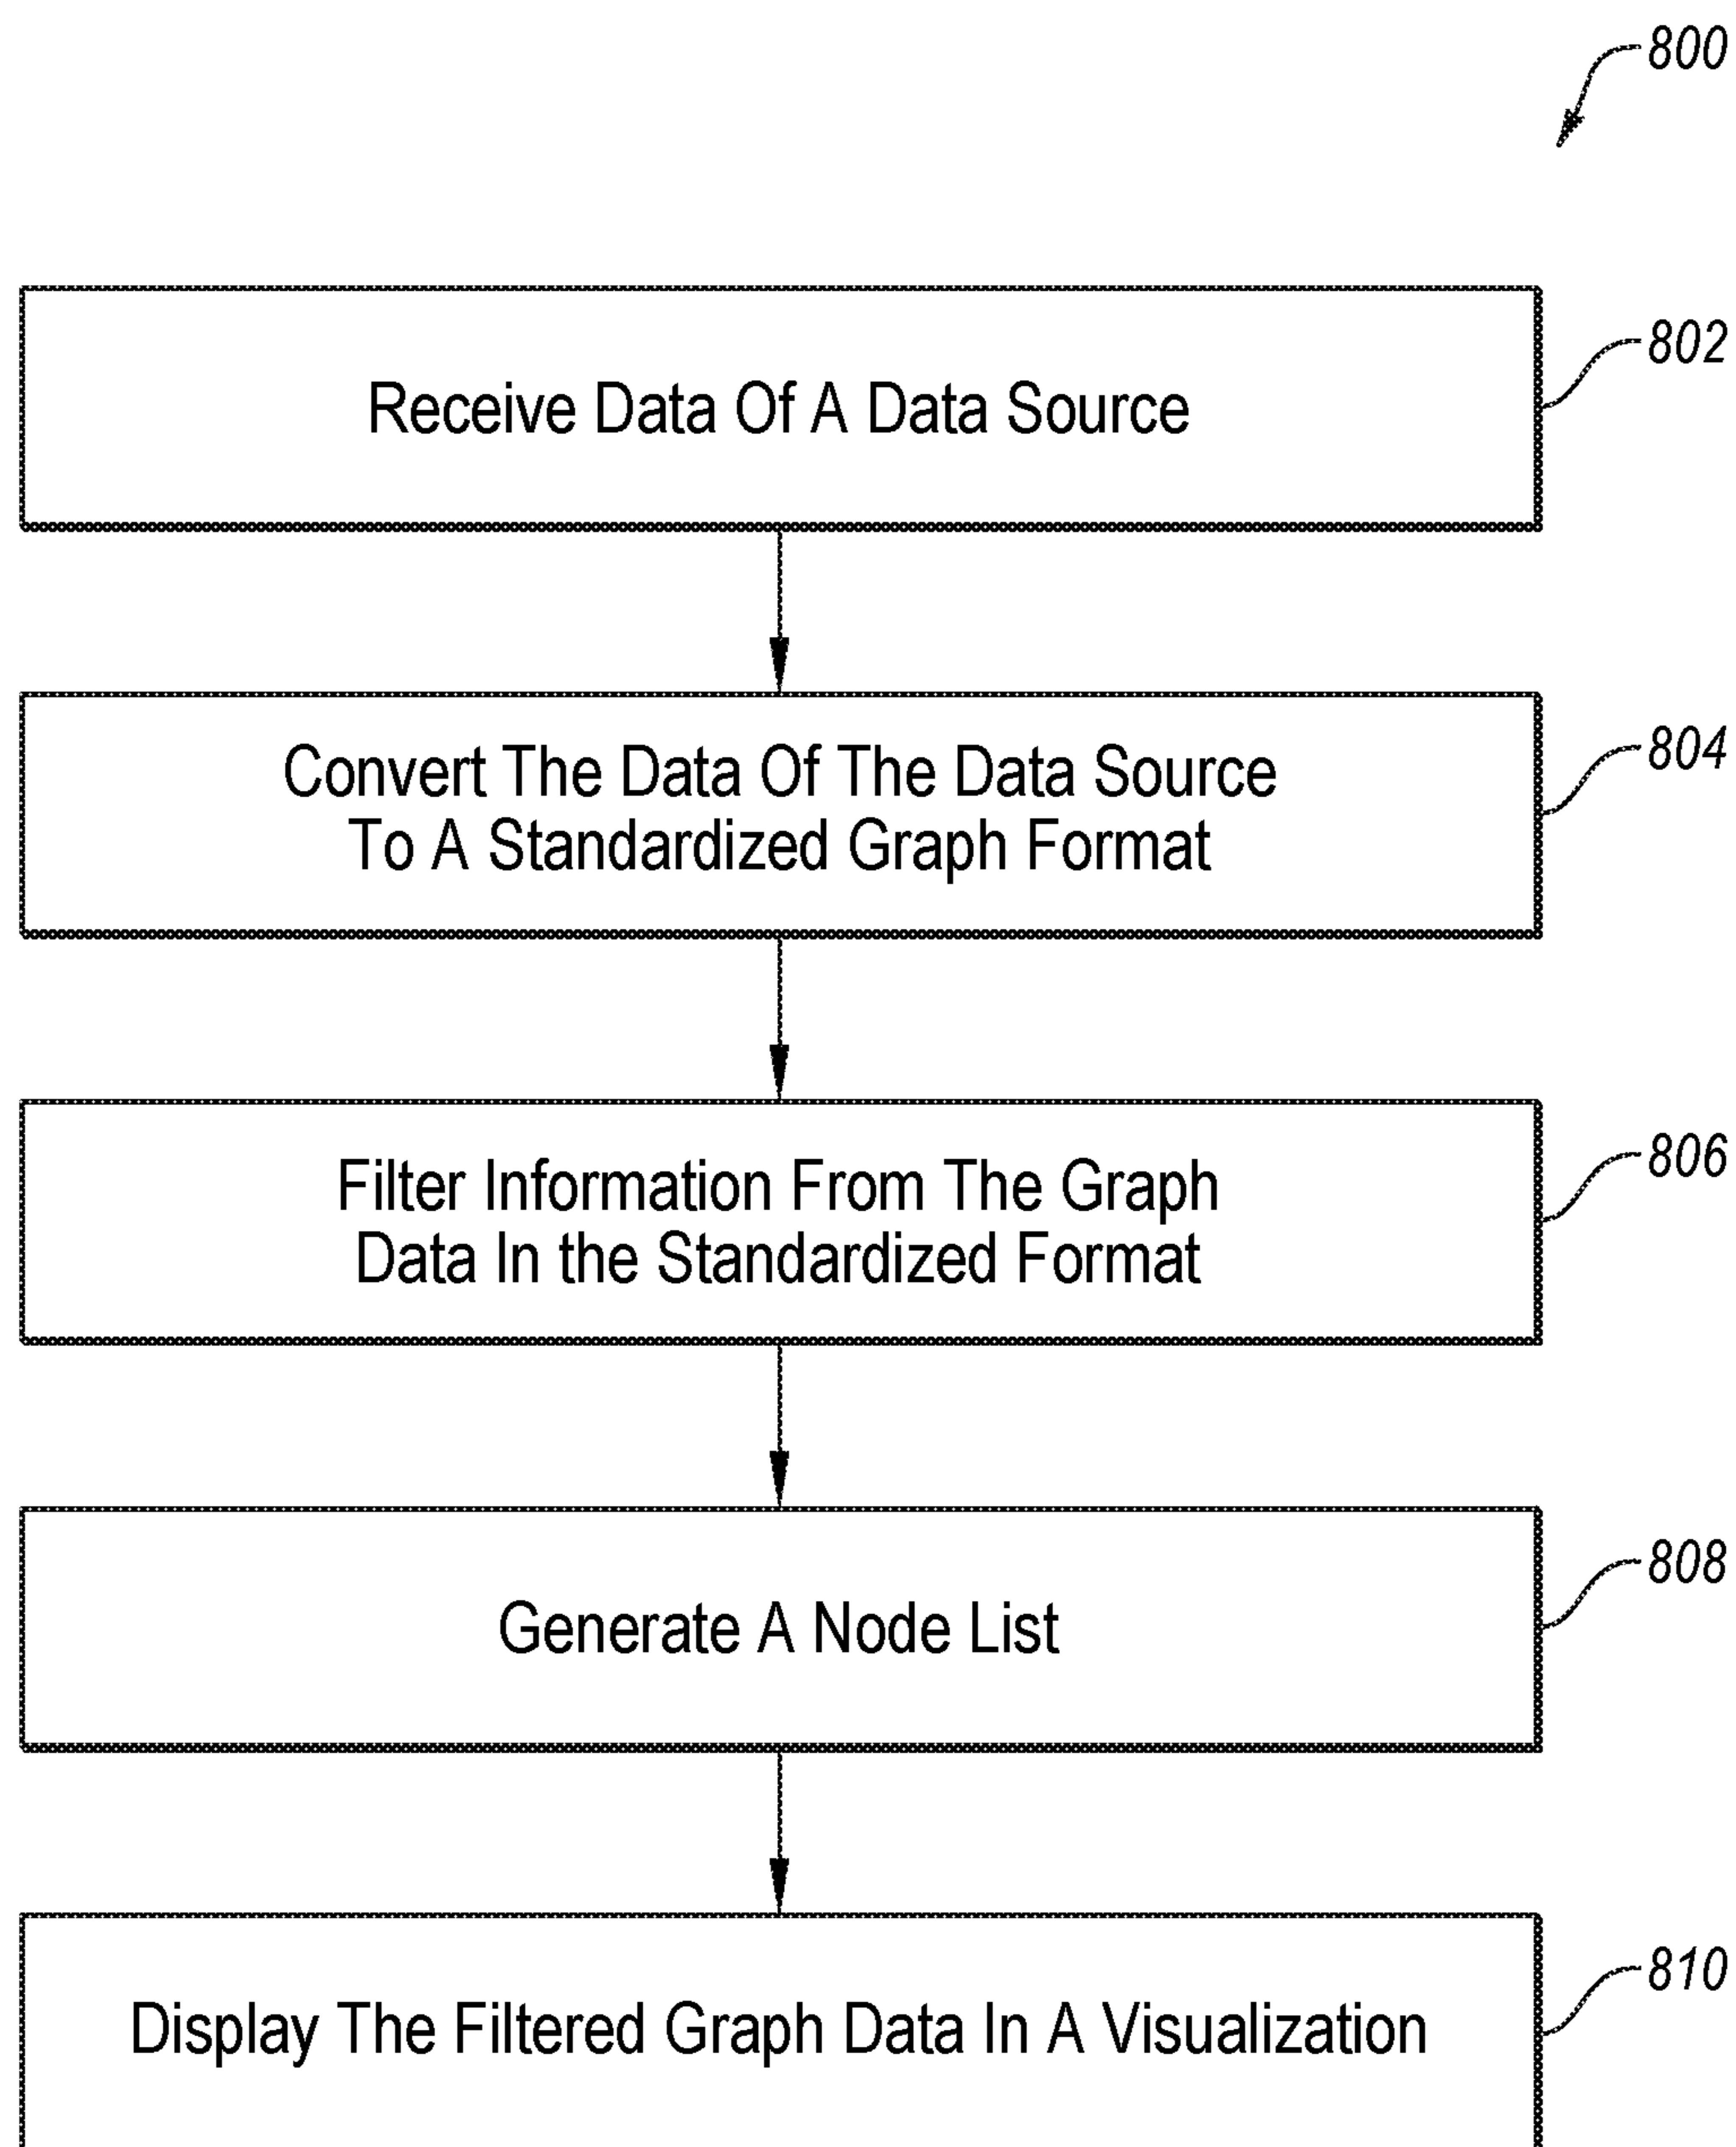 800
Receive Data Of A Data Source
802
Convert The Data Of The Data Source
To A Standardized Graph Format
804
Filter Information From The Graph
Data In the Standardized Format
806
Generate A Node List
808
Display The Filtered Graph Data In A Visualization
810